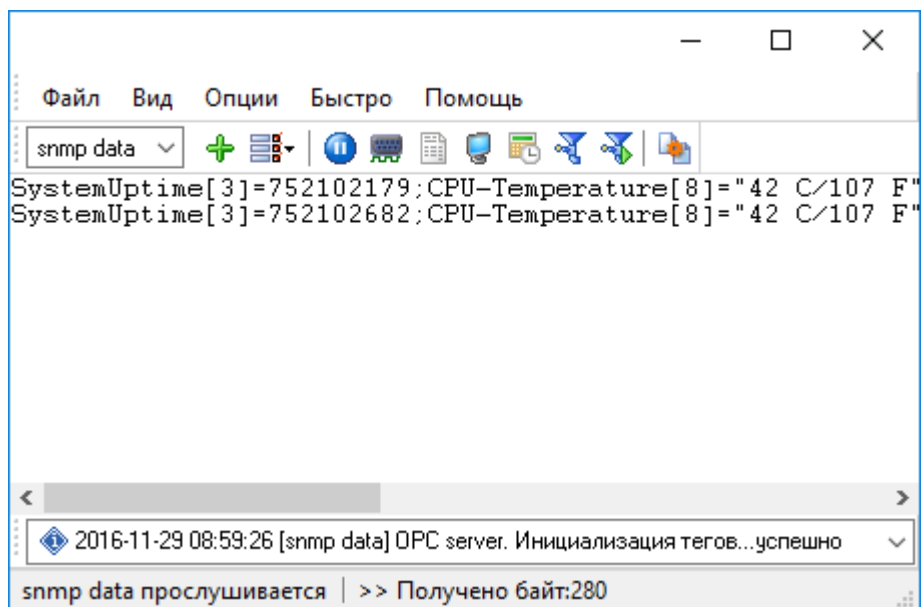 Файл Вид Опции Быстро Помощь
snmp data
SystemUptime[3]=752102179;CPU-Temperature[8]="42 C/107 F"
SystemUptime[3]=752102682;CPU-Temperature[8]="42 C/107 F"
2016-11-29 08:59:26 [snmp data] OPC server. Инициализация тегов...успешно
snmp data прослушивается >> Получено байт:280